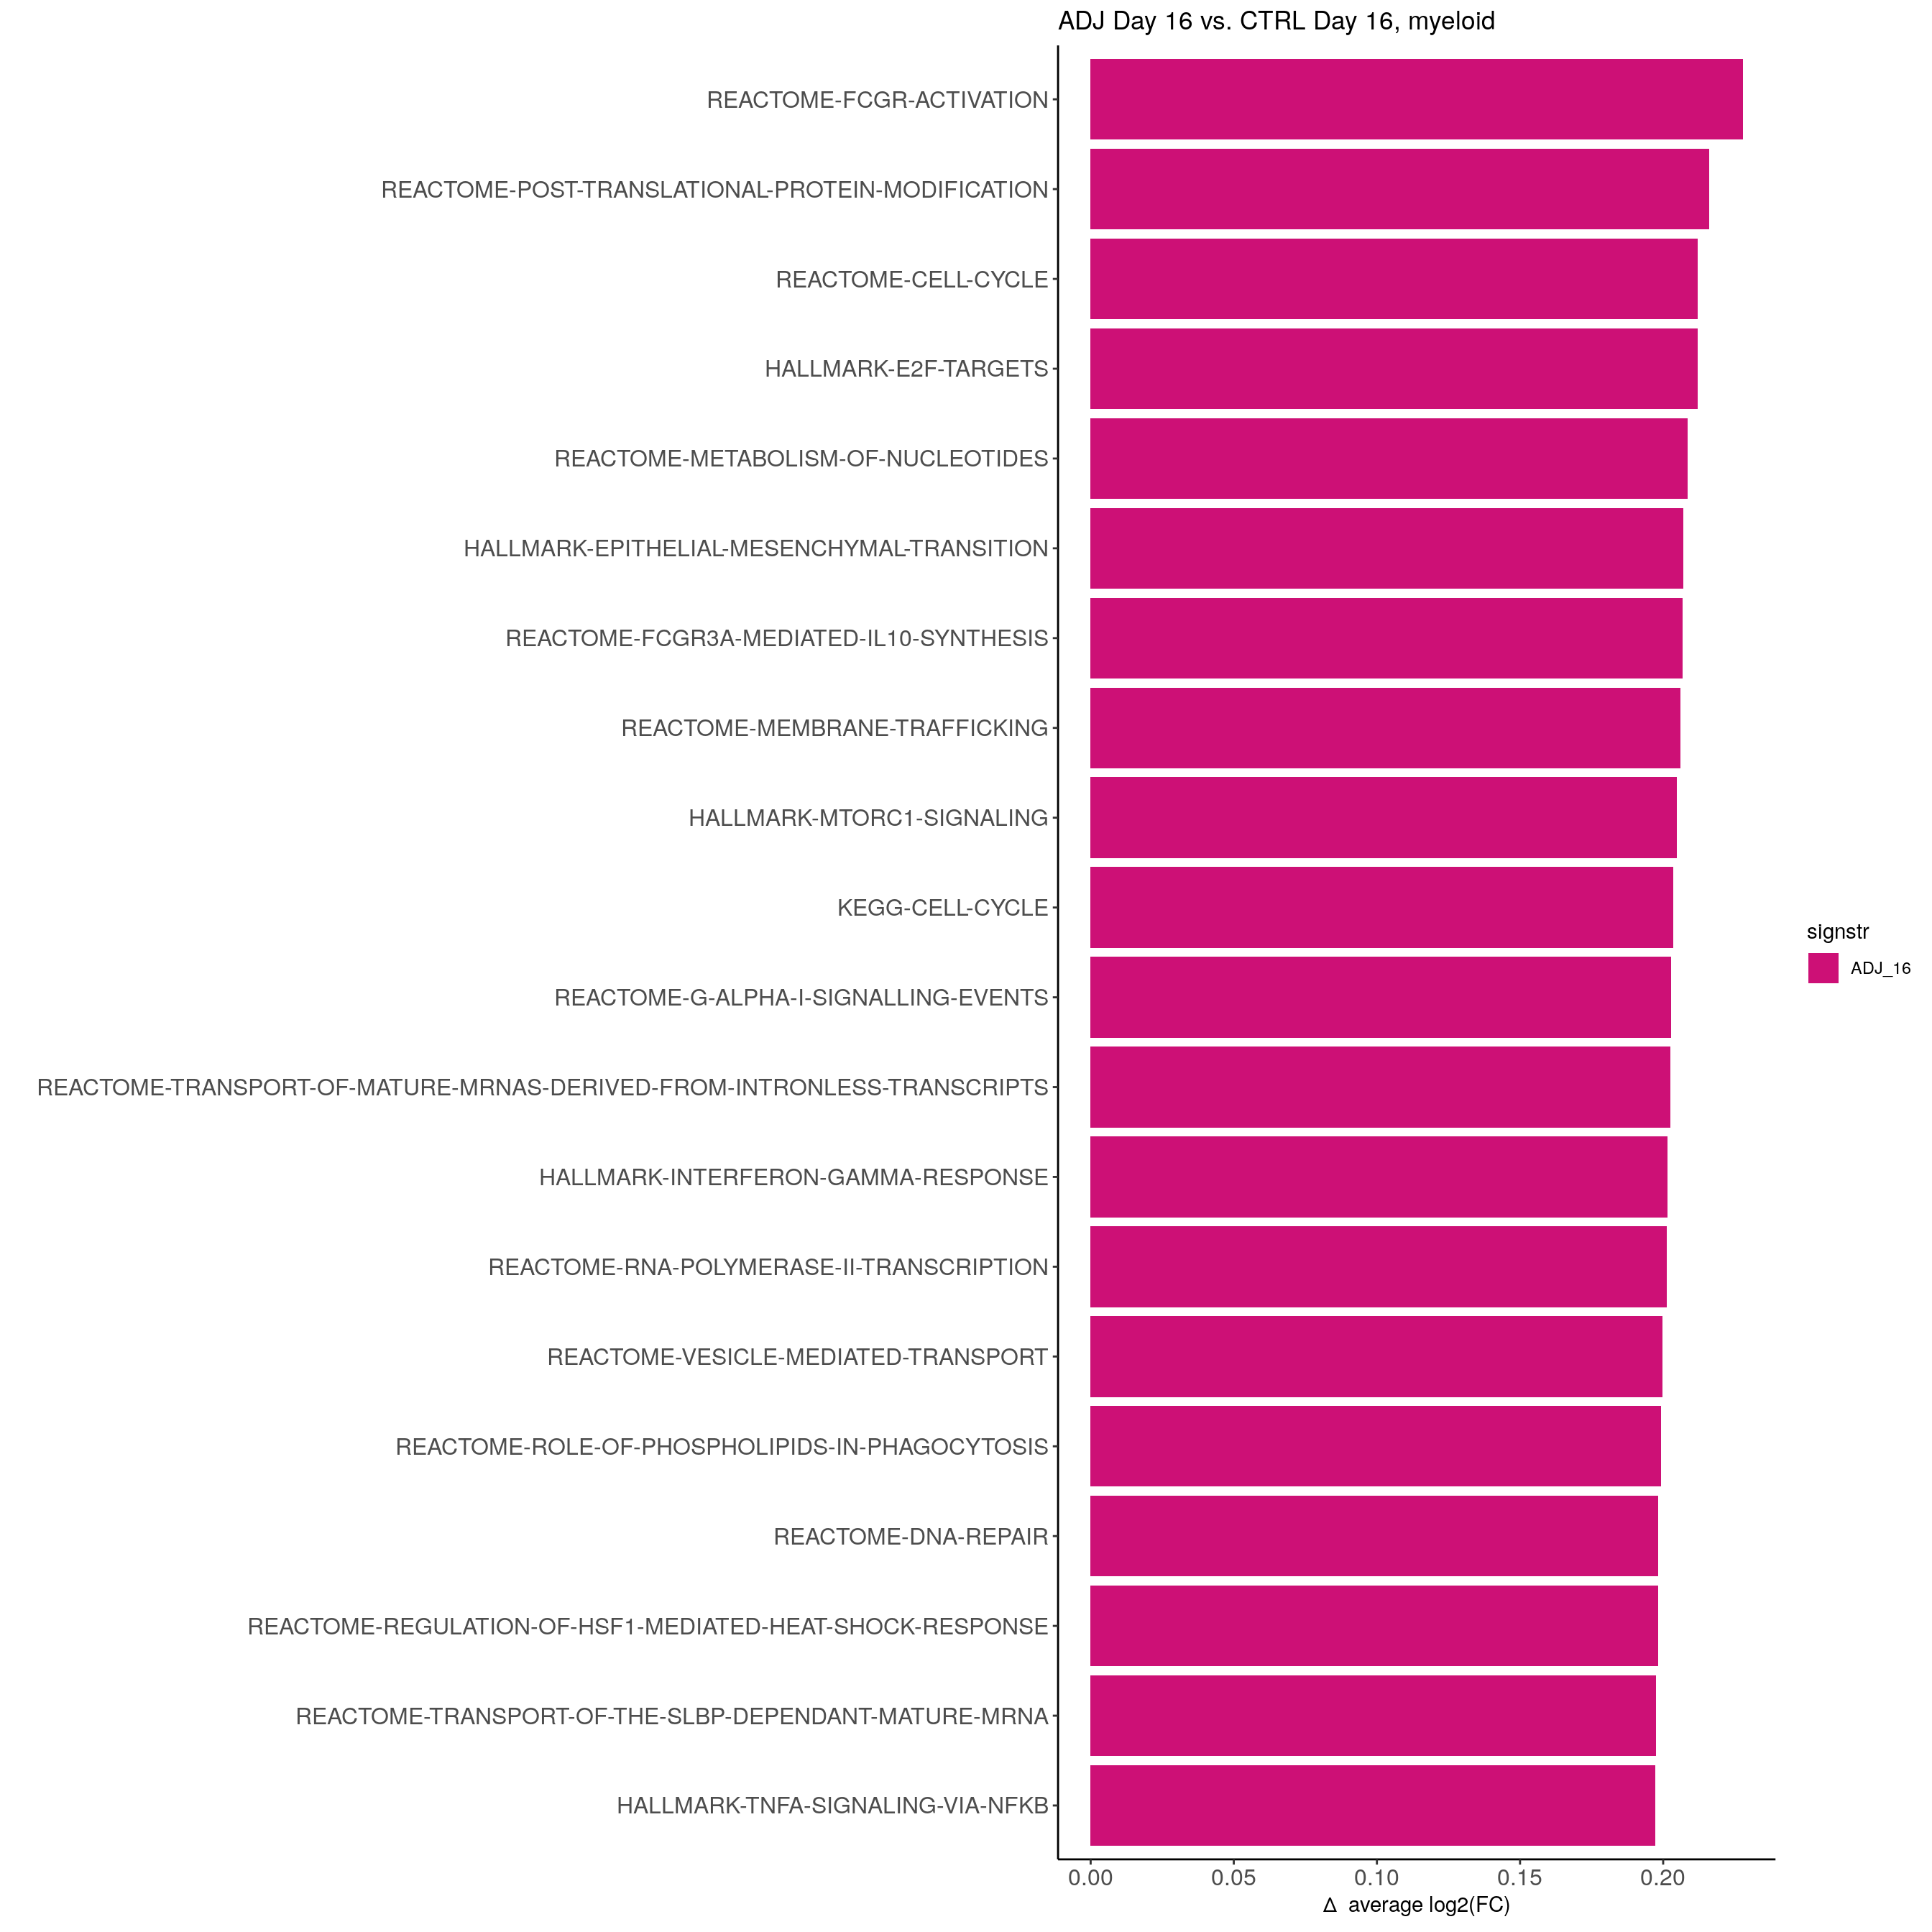 ADJ Day 16 vs. CTRL Day 16, myeloid
REACTOME-FCGR-ACTIVATION
REACTOME-POST-TRANSLATIONAL-PROTEIN-MODIFICATION
REACTOME-CELL-CYCLE
HALLMARK-E2F-TARGETS
REACTOME-METABOLISM-OF-NUCLEOTIDES
HALLMARK-EPITHELIAL-MESENCHYMAL-TRANSITION
REACTOME-FCGR3A-MEDIATED-IL10-SYNTHESIS
REACTOME-MEMBRANE-TRAFFICKING
HALLMARK-MTORC1-SIGNALING
KEGG-CELL-CYCLE
REACTOME-G-ALPHA-I-SIGNALLING-EVENTS
REACTOME-TRANSPORT-OF-MATURE-MRNAS-DERIVED-FROM-INTRONLESS-TRANSCRIPTS
HALLMARK-INTERFERON-GAMMA-RESPONSE
REACTOME-RNA-POLYMERASE-II-TRANSCRIPTION
REACTOME-VESICLE-MEDIATED-TRANSPORT
REACTOME-ROLE-OF-PHOSPHOLIPIDS-IN-PHAGOCYTOSIS
REACTOME-DNA-REPAIR
REACTOME-REGULATION-OF-HSF1-MEDIATED-HEAT-SHOCK-RESPONSE
REACTOME-TRANSPORT-OF-THE-SLBP-DEPENDANT-MATURE-MRNA
HALLMARK-TNFA-SIGNALING-VIA-NFKB
0.00 0.05 0.10 0.15 0.20
Δ average log2(FC)
signstr
ADJ_16